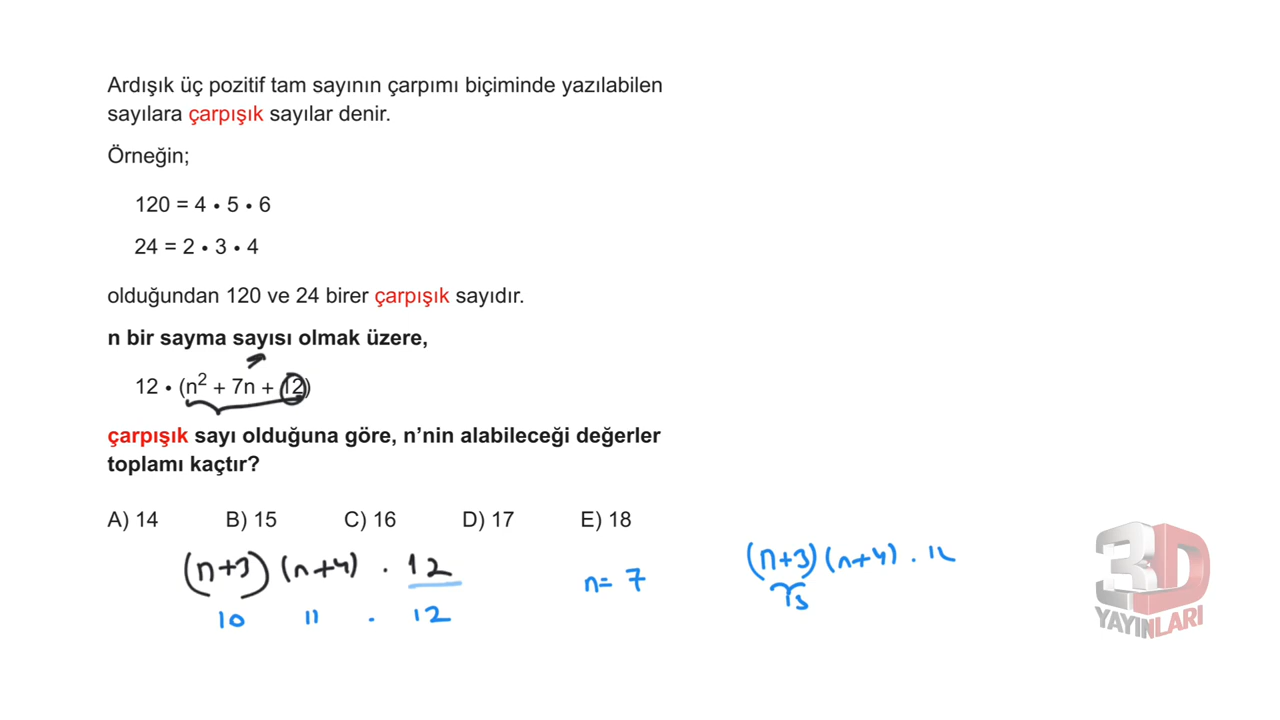 Ardışık üç pozitif tam sayının çarpımı biçiminde yazılabilen
sayılara çarpışık sayılar denir.
Örneğin;
120 = 4 • 5 • 6
24 = 2 • 3 • 4
olduğundan 120 ve 24 birer çarpışık sayıdır.
n bir sayma sayısı olmak üzere,
12 • (n² + 7n + 12)
çarpışık sayı olduğuna göre, n’nin alabileceği değerler
toplamı kaçtır?
A) 14 B) 15 C) 16 D) 17 E) 18
(n+3) (n+4) . 12
10 11 . 12
n = 7
(n+3) (n+4) . 12
13
3D
YAYINLARI